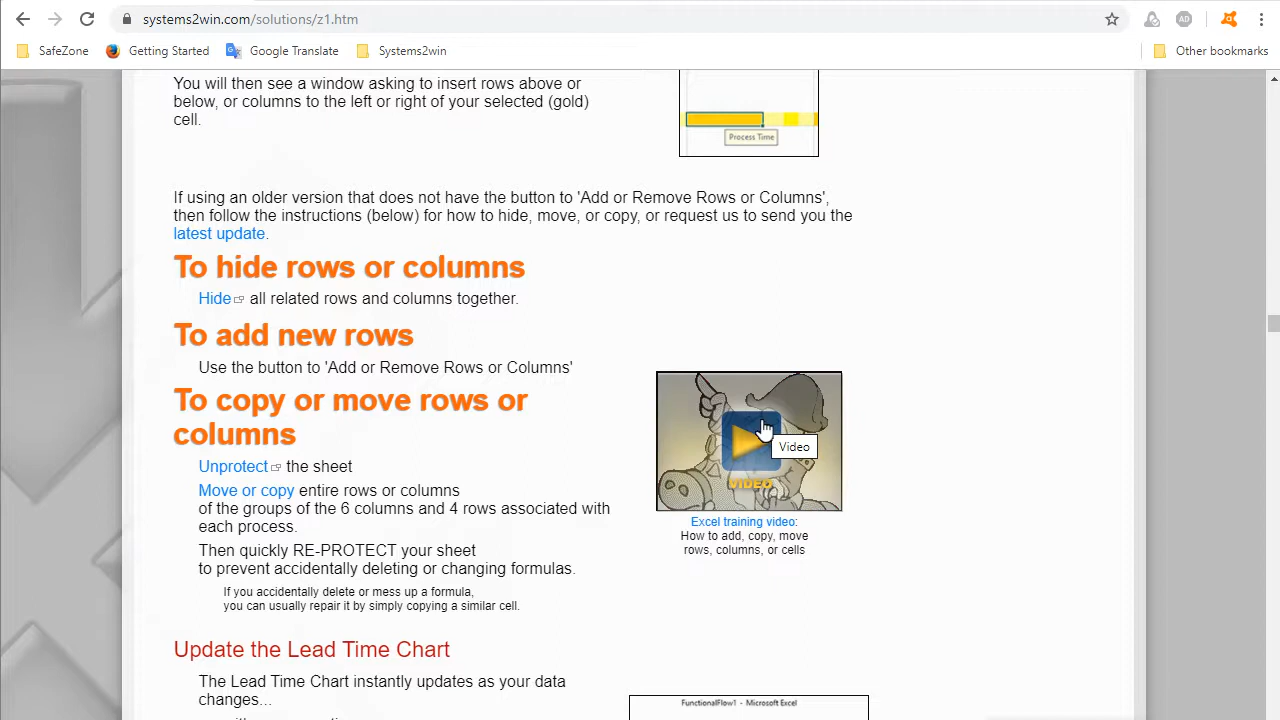 systems2win.com/solutions/z1.htm
AD
SafeZone
Getting Started
Google Translate
Systems2win
Other bookmarks
You will then see a window asking to insert rows above or
below, or columns to the left or right of your selected (gold)
cell.
Process Time
If using an older version that does not have the button to 'Add or Remove Rows or Columns',
then follow the instructions (below) for how to hide, move, or copy, or request us to send you the
latest update.
To hide rows or columns
Hide all related rows and columns together.
To add new rows
Use the button to 'Add or Remove Rows or Columns'
To copy or move rows or
columns
Unprotect the sheet
Move or copy entire rows or columns
of the groups of the 6 columns and 4 rows associated with
each process.
Then quickly RE-PROTECT your sheet
to prevent accidentally deleting or changing formulas.
If you accidentally delete or mess up a formula,
you can usually repair it by simply copying a similar cell.
Video
VIDEO
Excel training video:
How to add, copy, move
rows, columns, or cells
Update the Lead Time Chart
The Lead Time Chart instantly updates as your data
changes...
FunctionalFlow1 - Microsoft Excel